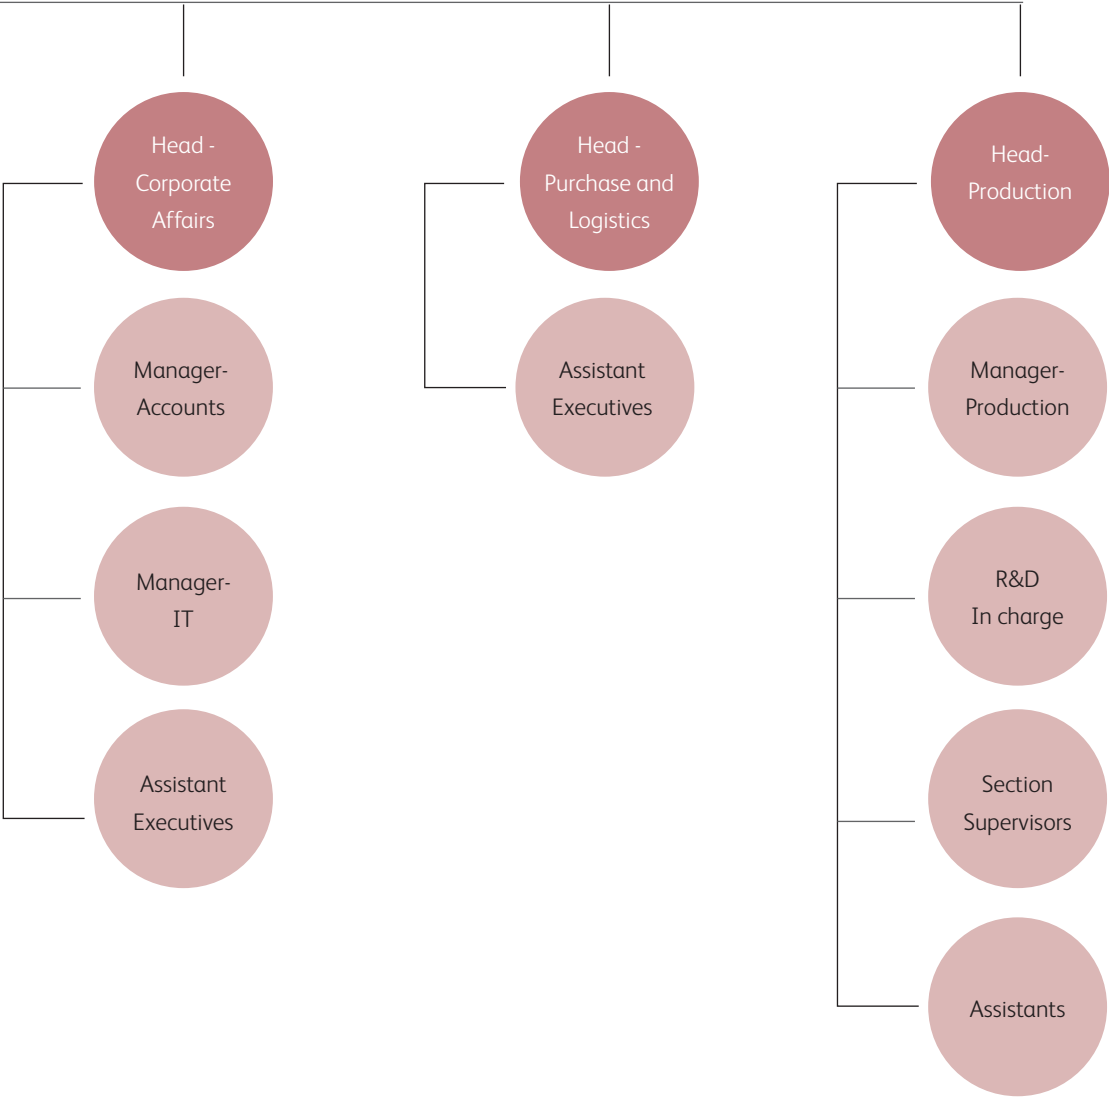 Head -
Corporate
Affairs
Manager-
Accounts
Manager-
IT
Assistant
Executives
Head -
Purchase and
Logistics
Assistant
Executives
Head-
Production
Manager-
Production
R&D
In charge
Section
Supervisors
Assistants